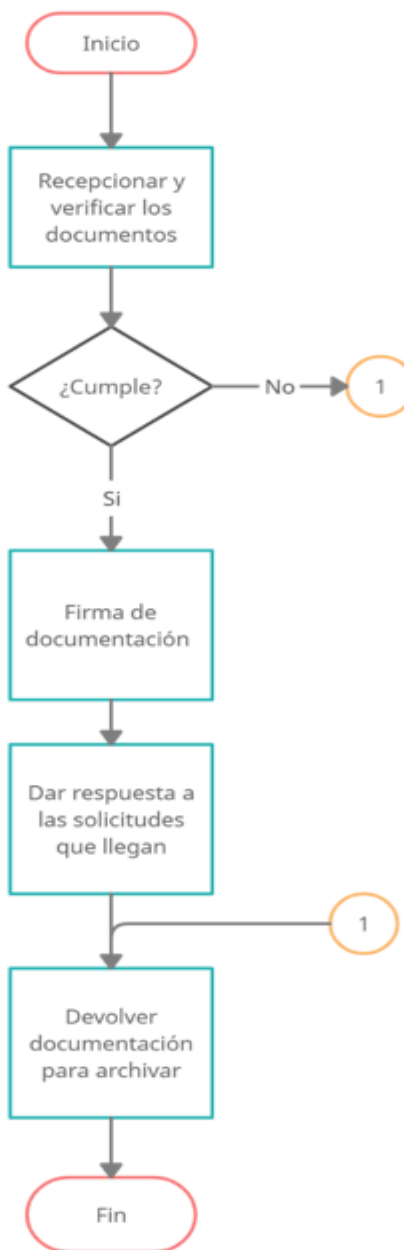 Inicio
Recepcionar y
verificar los
documentos
¿Cumple?
No
1
Si
Firma de
documentación
Dar respuesta a
las solicitudes
que llegan
1
Devolver
documentación
para archivar
Fin